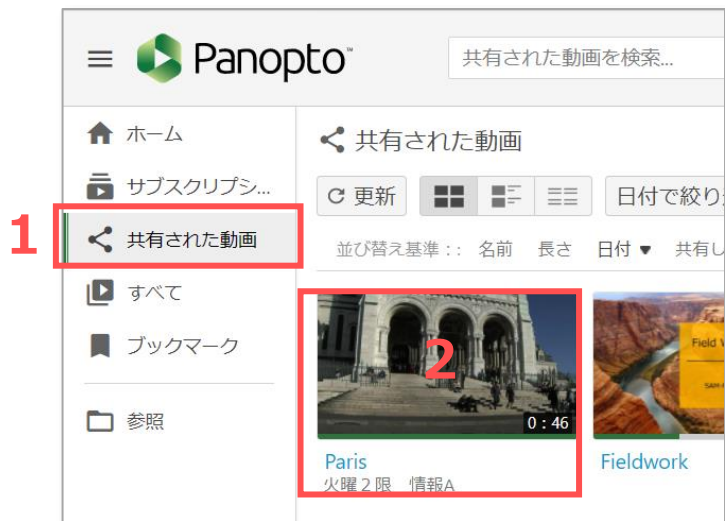 Panopto™
共有された動画を検索...
ホーム
サブスクリプシ...
1
共有された動画
すべて
ブックマーク
参照
共有された動画
更新
日付で絞り
並び替え基準:: 名前 長さ 日付 ▼ 共有し
2
0:46
Paris
火曜2限 情報A
Field
Fieldwork